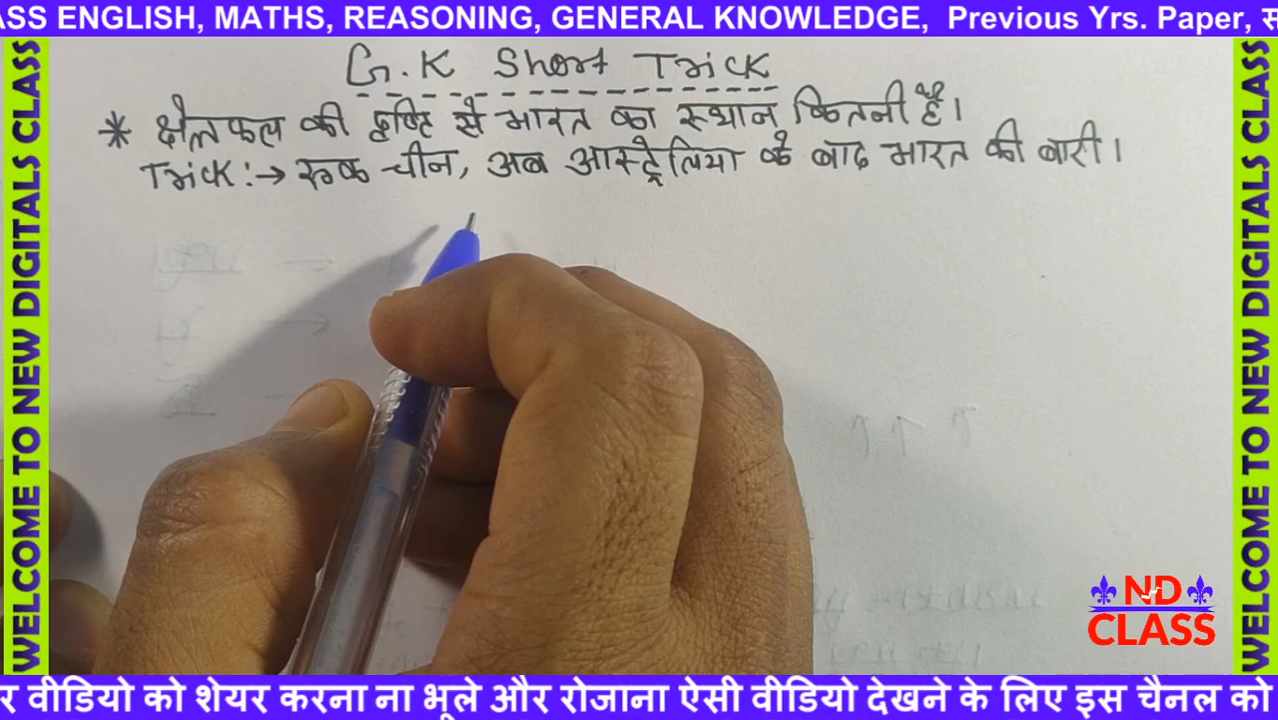 ASS ENGLISH, MATHS, REASONING, GENERAL KNOWLEDGE, Previous Yrs. Paper, स
WELCOME TO NEW DIGITALS CLASS
G.K Short Trick
* क्षेत्रफल की दृष्टि से भारत का स्थान कितनी है।
वीं
Trick:→ रूक चीन, अब आस्ट्रेलिया के बाद भारत की बारी।
WELCOME TO NEW DIGITALS CLASS
ND
CLASS
र वीडियो को शेयर करना ना भूले और रोजाना ऐसी वीडियो देखने के लिए इस चैनल को